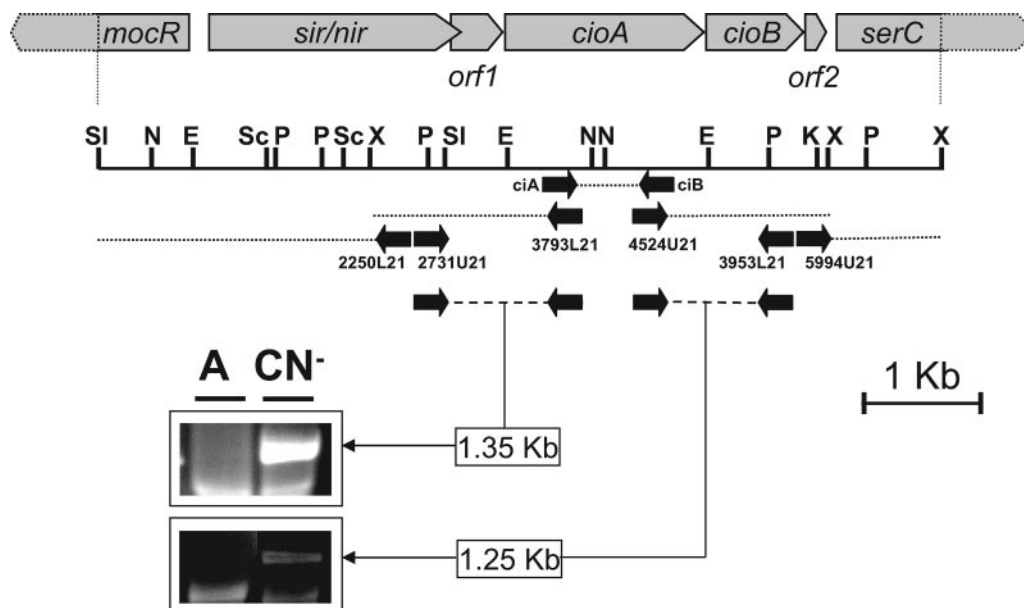 mocR sir/nir cioA cioB serC
orf1 orf2
Sl N E Sc P P Sc X P Sl E N N E P K X P X
ciA ciB
3793L21 4524U21
2250L21 2731U21 3953L21 5994U21
1 Kb
A CN-
1.35 Kb
1.25 Kb